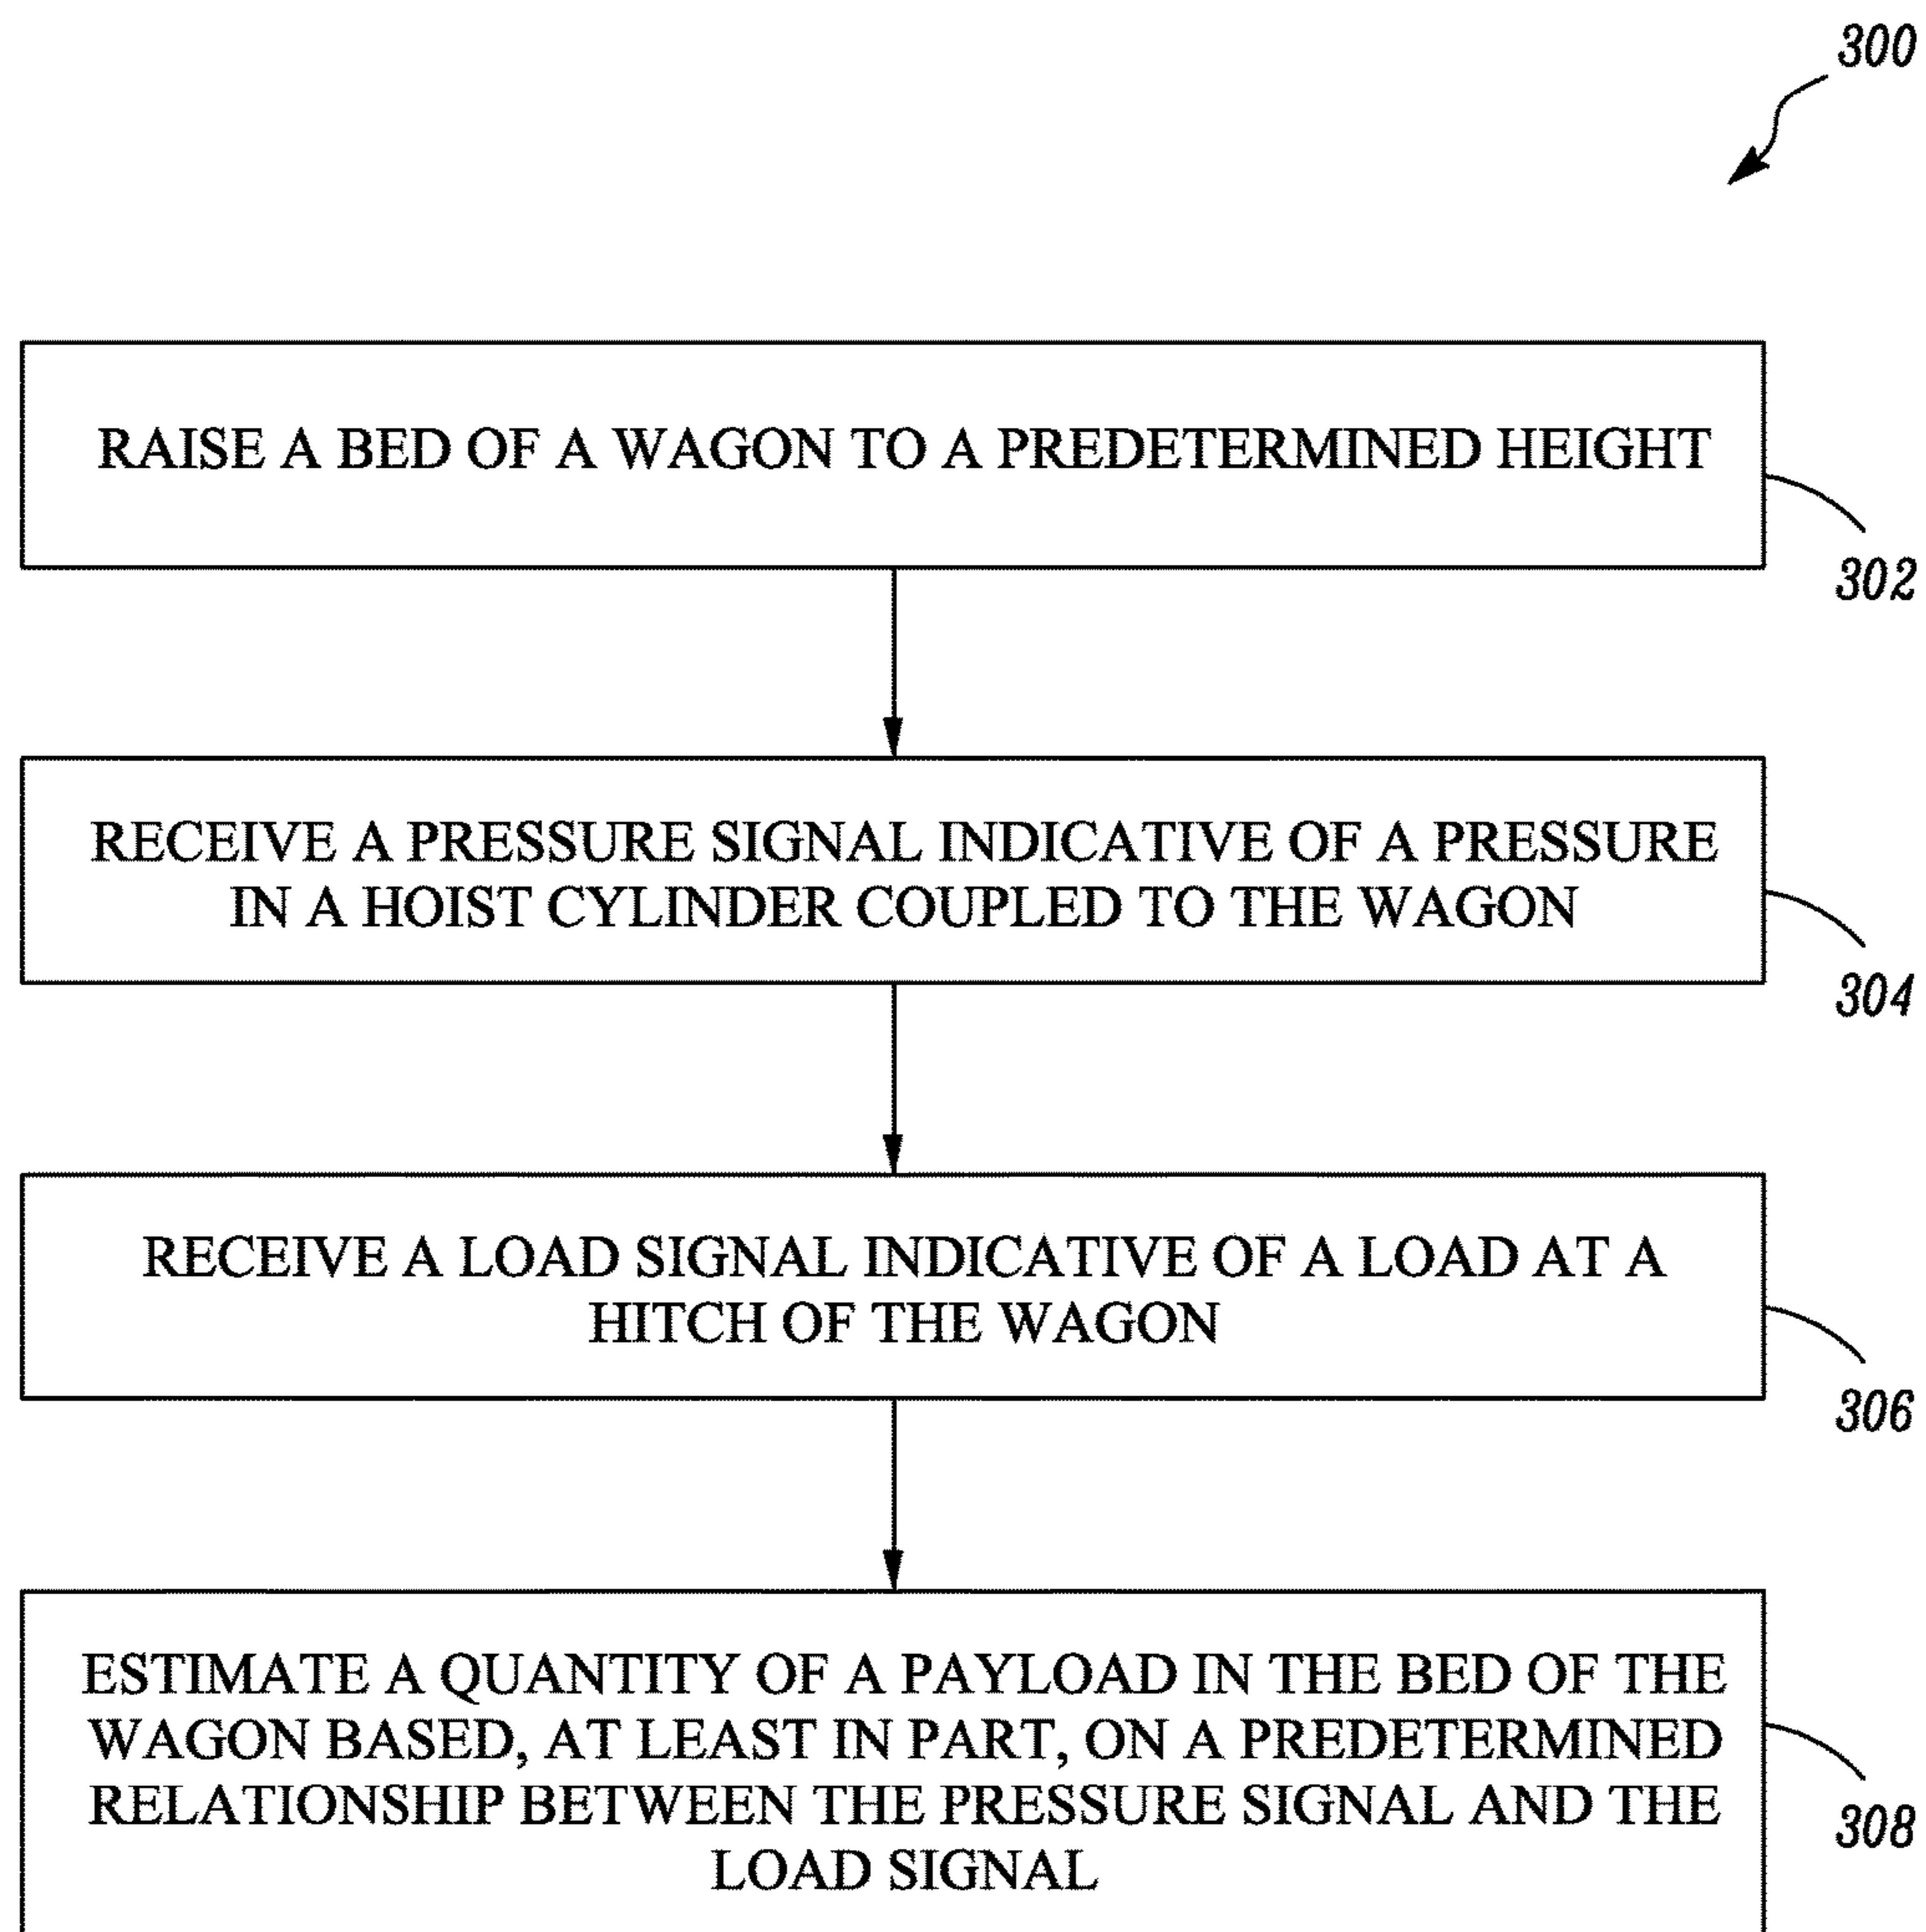 300
RAISE A BED OF A WAGON TO A PREDETERMINED HEIGHT
302
RECEIVE A PRESSURE SIGNAL INDICATIVE OF A PRESSURE
IN A HOIST CYLINDER COUPLED TO THE WAGON
304
RECEIVE A LOAD SIGNAL INDICATIVE OF A LOAD AT A
HITCH OF THE WAGON
306
ESTIMATE A QUANTITY OF A PAYLOAD IN THE BED OF THE
WAGON BASED, AT LEAST IN PART, ON A PREDETERMINED
RELATIONSHIP BETWEEN THE PRESSURE SIGNAL AND THE
LOAD SIGNAL
308